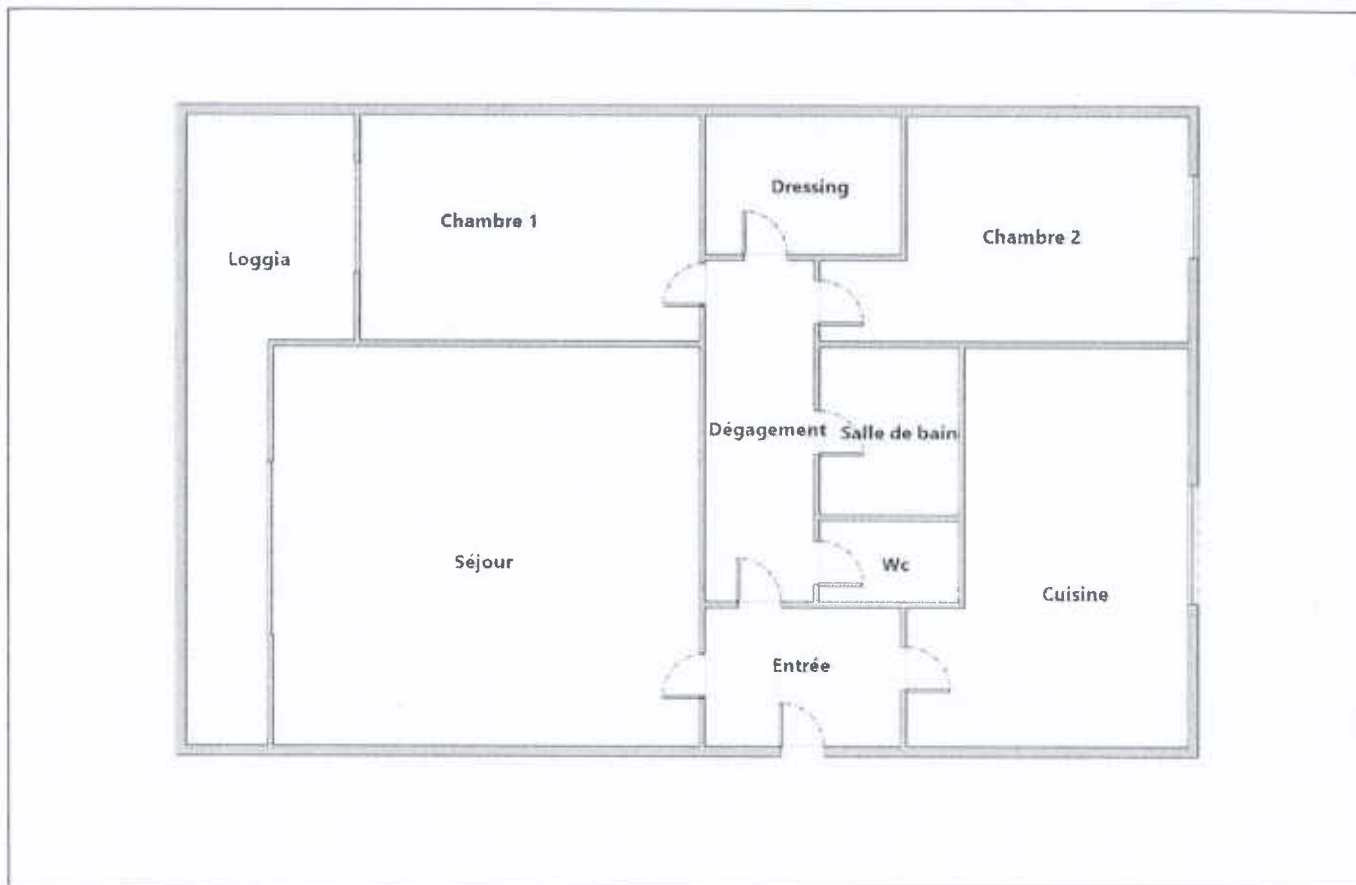 Dressing
Chambre 1
Chambre 2
Loggia
Dégagement
Salle de bain
Séjour
Wc
Cuisine
Entrée